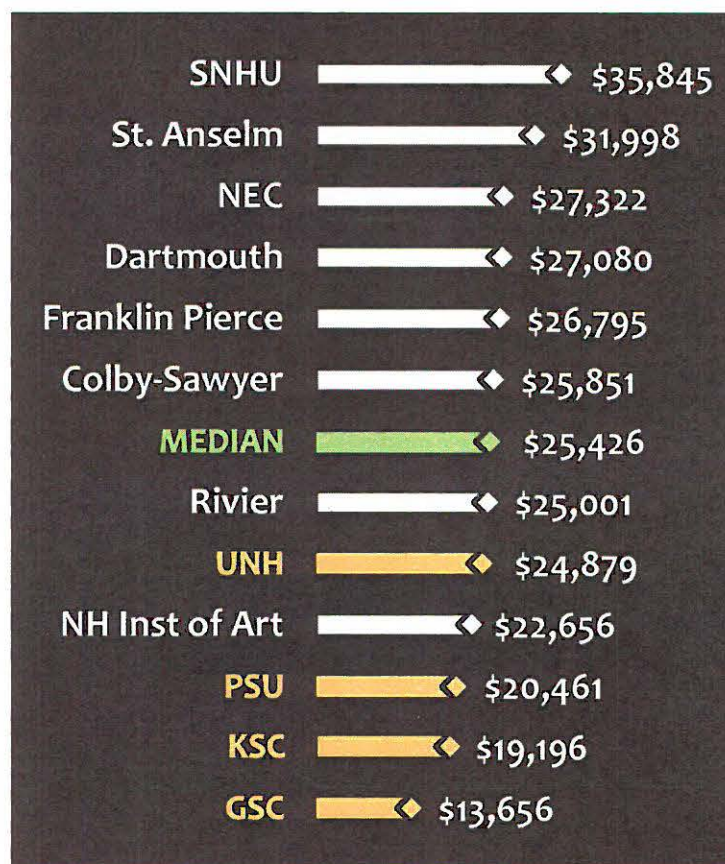 SNHU $35,845
St. Anselm $31,998
NEC $27,322
Dartmouth $27,080
Franklin Pierce $26,795
Colby-Sawyer $25,851
MEDIAN $25,426
Rivier $25,001
UNH $24,879
NH Inst of Art $22,656
PSU $20,461
KSC $19,196
GSC $13,656